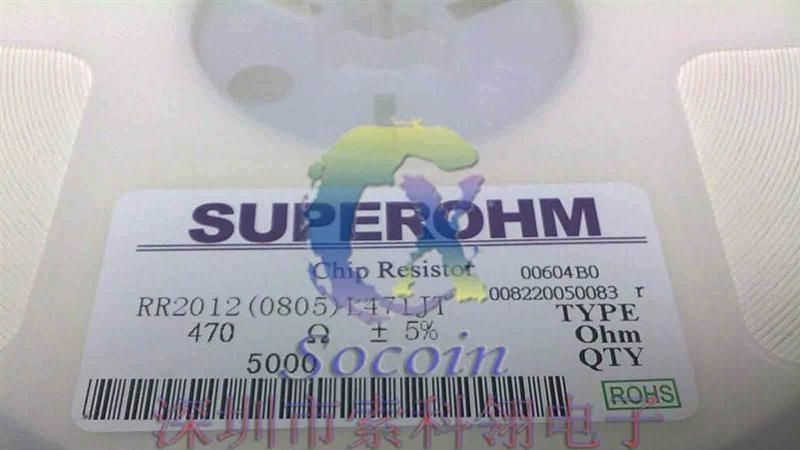 SUPEROHM
Chip Resistor
00604B0
008220050083 r
RR2012(0805)L471JT TYPE
470 Ω ± 5% Ohm
5000 QTY
Socoin
ROHS
深圳市索科翎电子